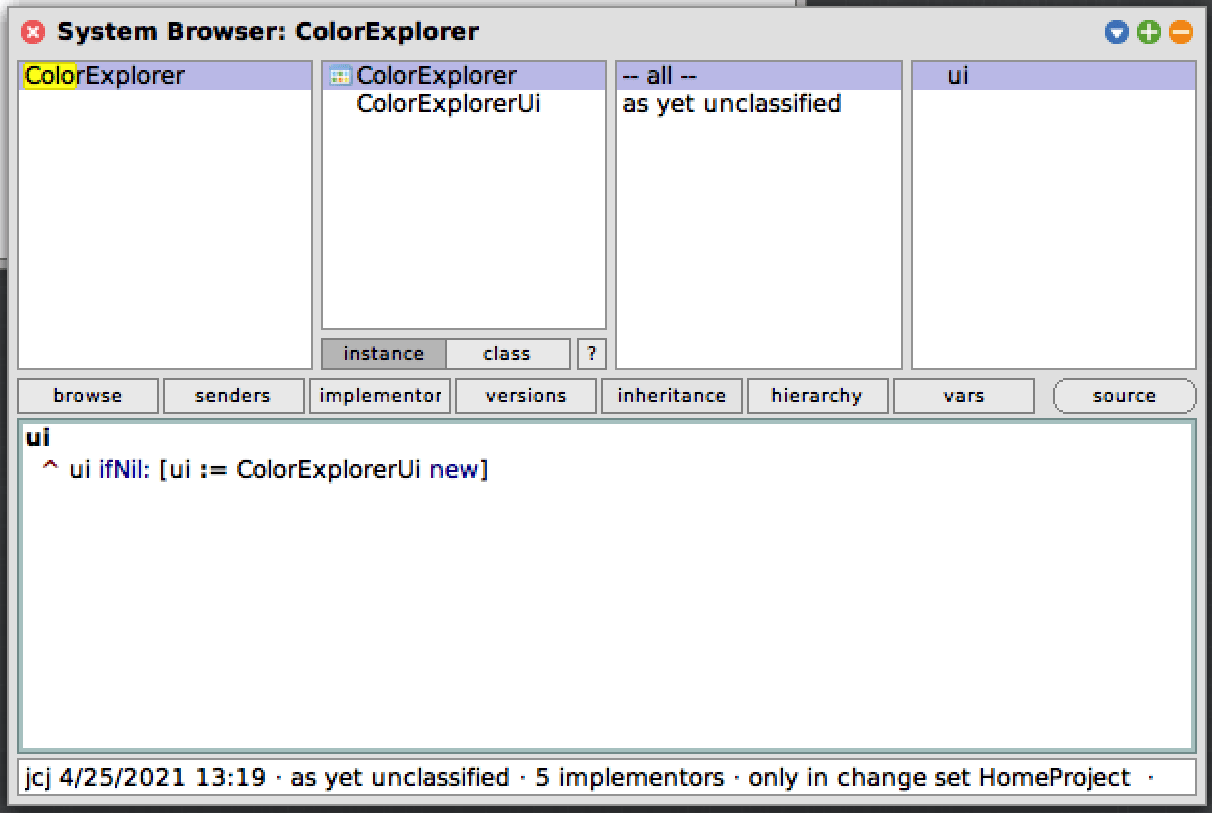 System Browser: ColorExplorer
ColorExplorer
ColorExplorer
ColorExplorerUi
-- all --
as yet unclassified
ui
instance class ?
browse senders implementor versions inheritance hierarchy vars source
ui
^ ui ifNil: [ui := ColorExplorerUi new]
jcj 4/25/2021 13:19 · as yet unclassified · 5 implementors · only in change set HomeProject ·